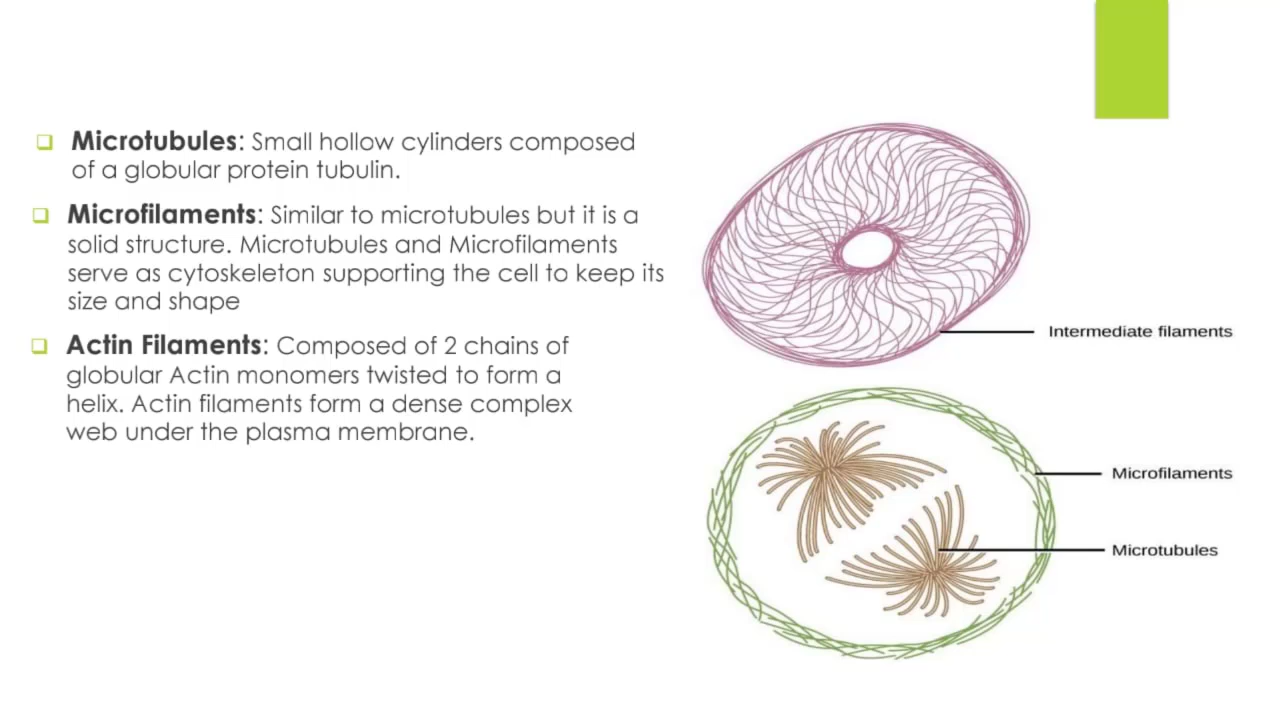 Microtubules: Small hollow cylinders composed
of a globular protein tubulin.
Microfilaments: Similar to microtubules but it is a
solid structure. Microtubules and Microfilaments
serve as cytoskeleton supporting the cell to keep its
size and shape
Actin Filaments: Composed of 2 chains of
globular Actin monomers twisted to form a
helix. Actin filaments form a dense complex
web under the plasma membrane.
Intermediate filaments
Microfilaments
Microtubules